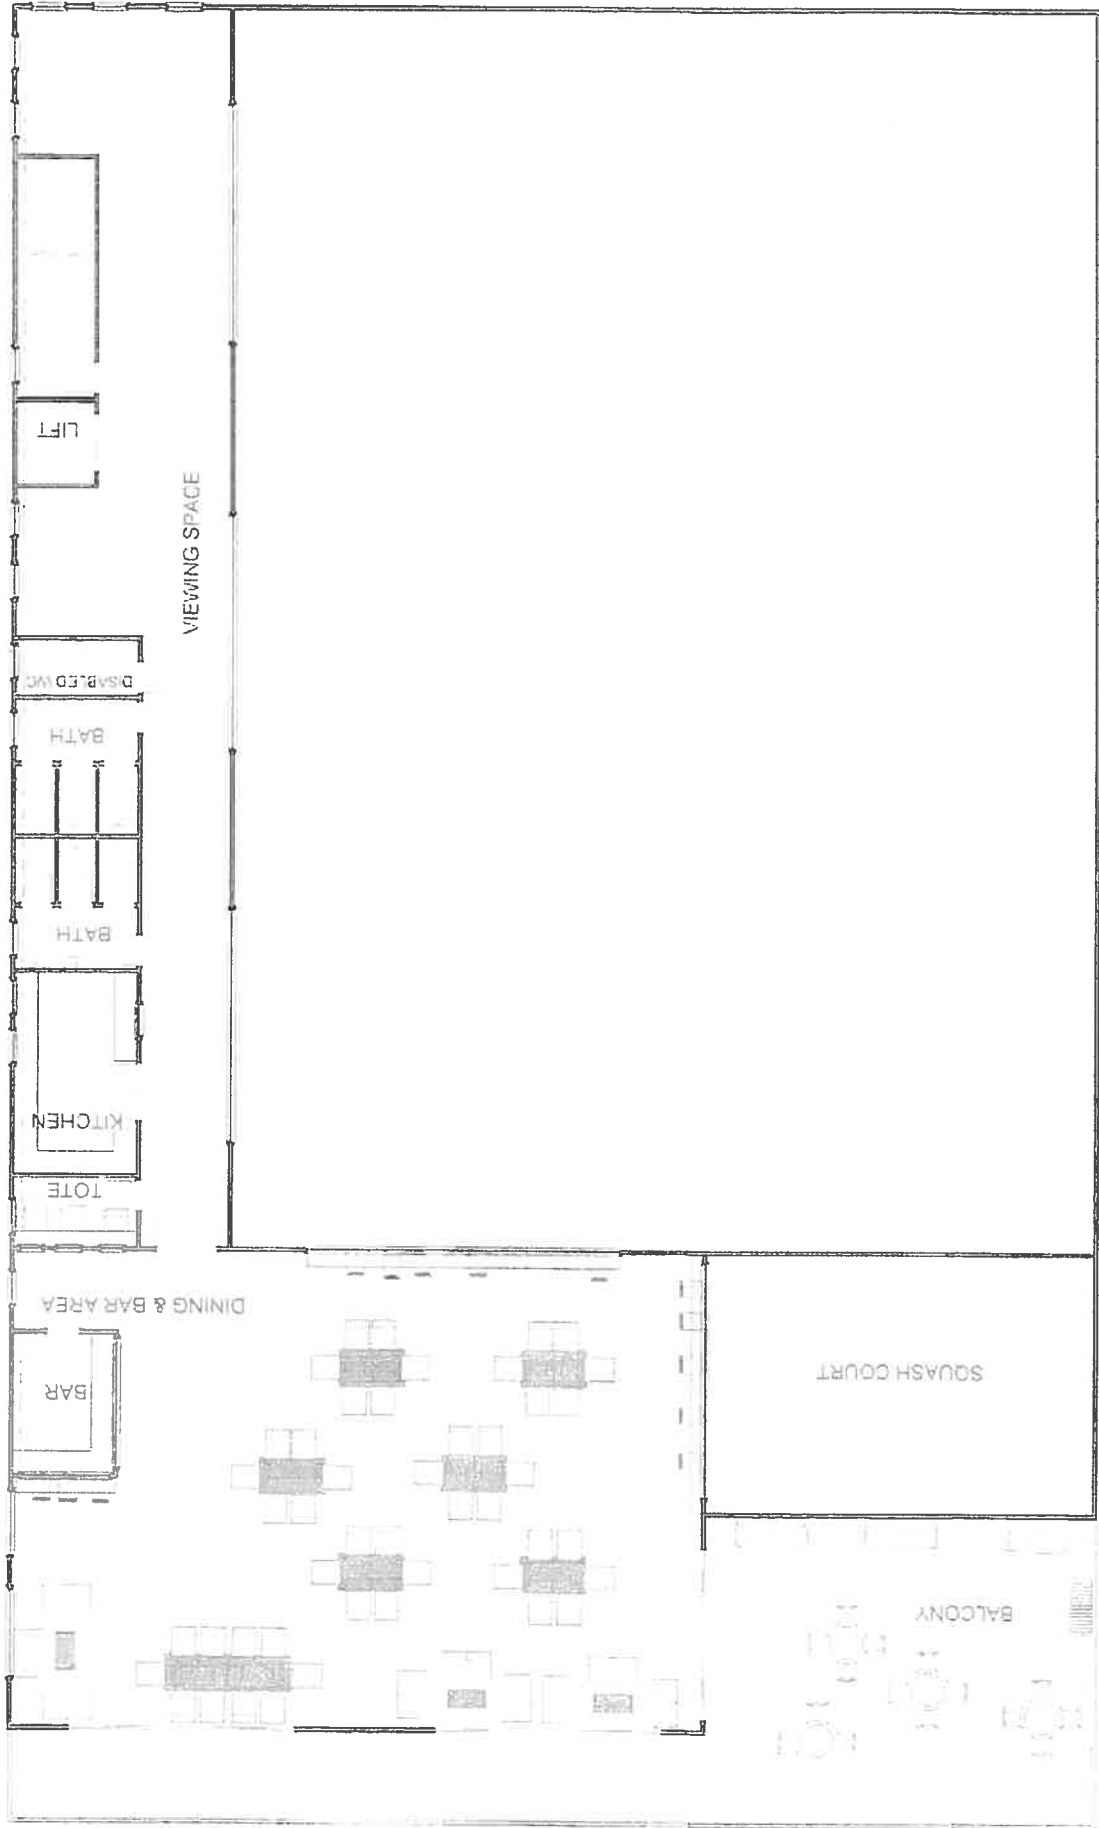 LIFT
VIEWING SPACE
DISABLED WC
BATH
BATH
KITCHEN
TOTE
DINING & BAR AREA
BAR
SQUASH COURT
BALCONY